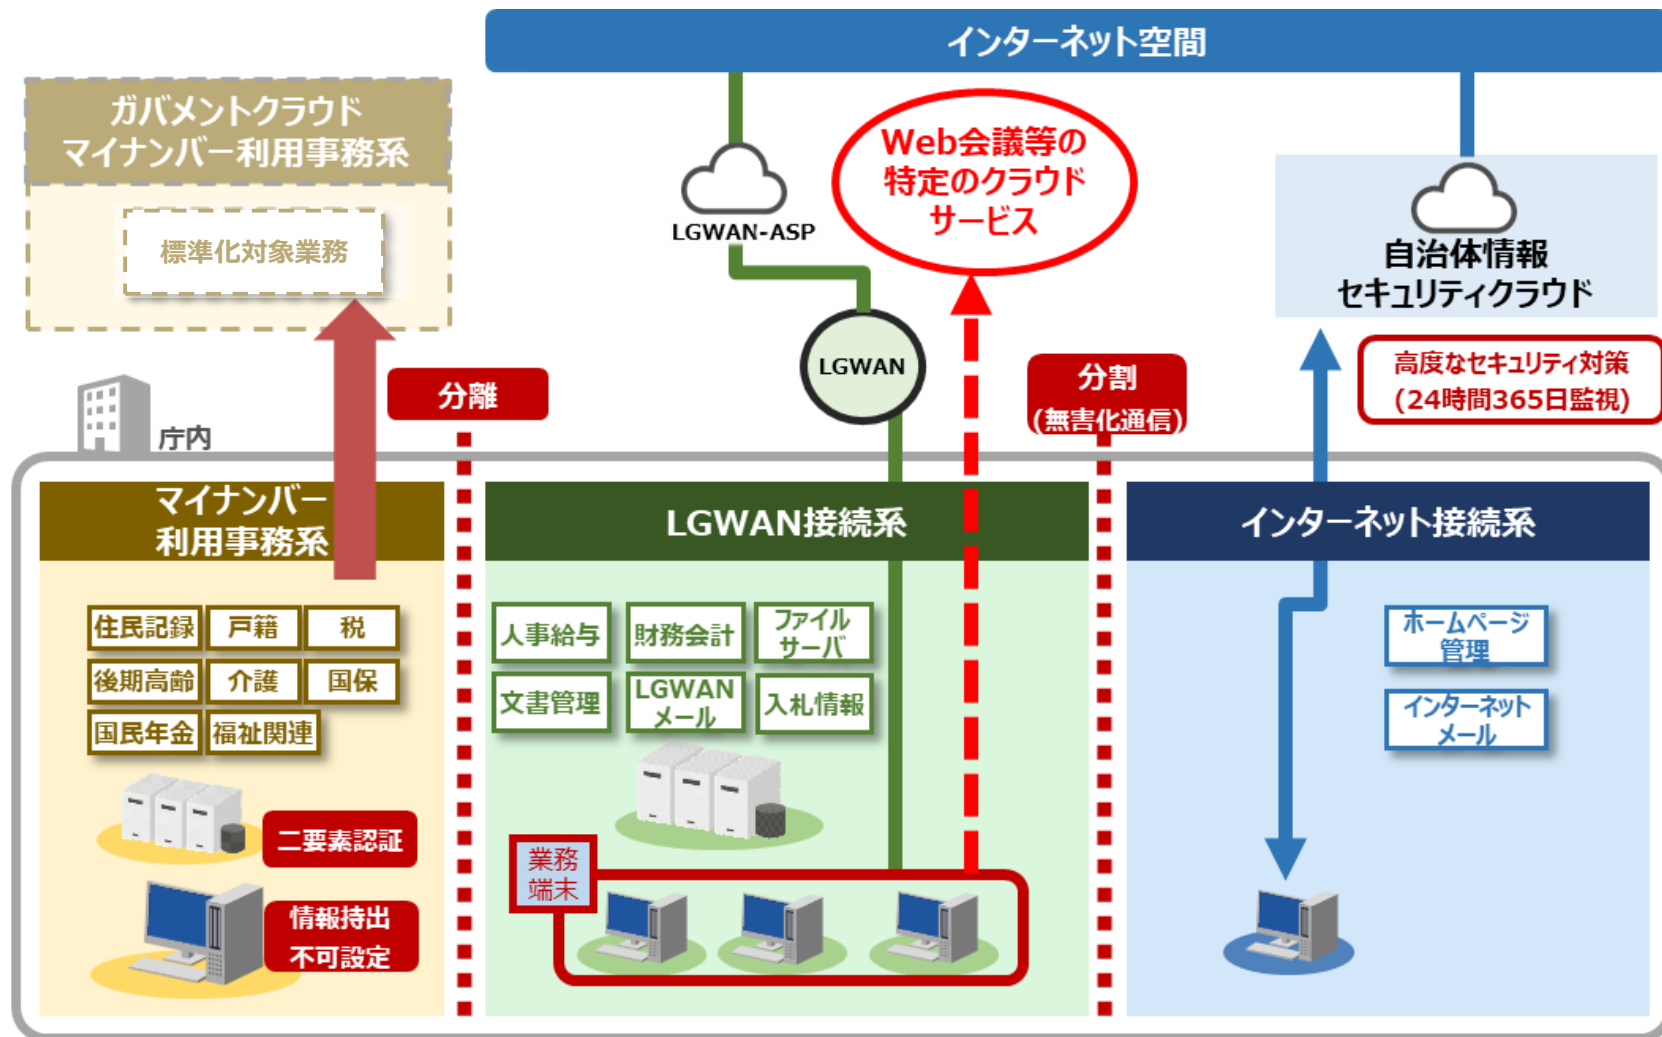 インターネット空間
ガバメントクラウド
マイナンバー利用事務系
標準化対象業務
LGWAN-ASP
Web会議等の
特定のクラウド
サービス
自治体情報
セキュリティクラウド
LGWAN
高度なセキュリティ対策
(24時間365日監視)
分離
分割
(無害化通信)
庁内
マイナンバー
利用事務系
住民記録
戸籍
税
後期高齢
介護
国保
国民年金
福祉関連
二要素認証
情報持出
不可設定
LGWAN接続系
人事給与
財務会計
ファイル
サーバ
文書管理
LGWAN
メール
入札情報
業務
端末
インターネット接続系
ホームページ
管理
インターネット
メール